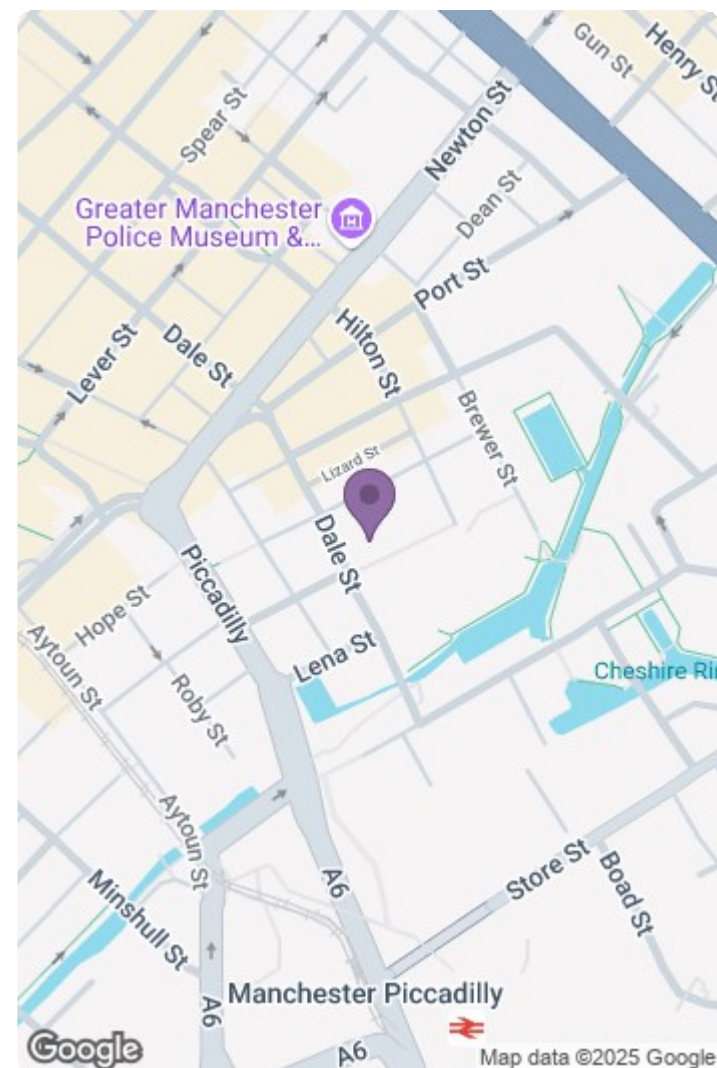 Gun St
Henry St
Spear St
Newton St
Dean St
Greater Manchester
Police Museum &...
Port St
Hilton St
Dale St
Lever St
Brewer St
Lizard St
Dale St
Piccadilly
Hope St
Aytoun St
Lena St
Roby St
Cheshire Rin
Aytoun St
Store St
Boad St
A6
Minshull St
Manchester Piccadilly
A6
A6
Google
Map data ©2025 Google